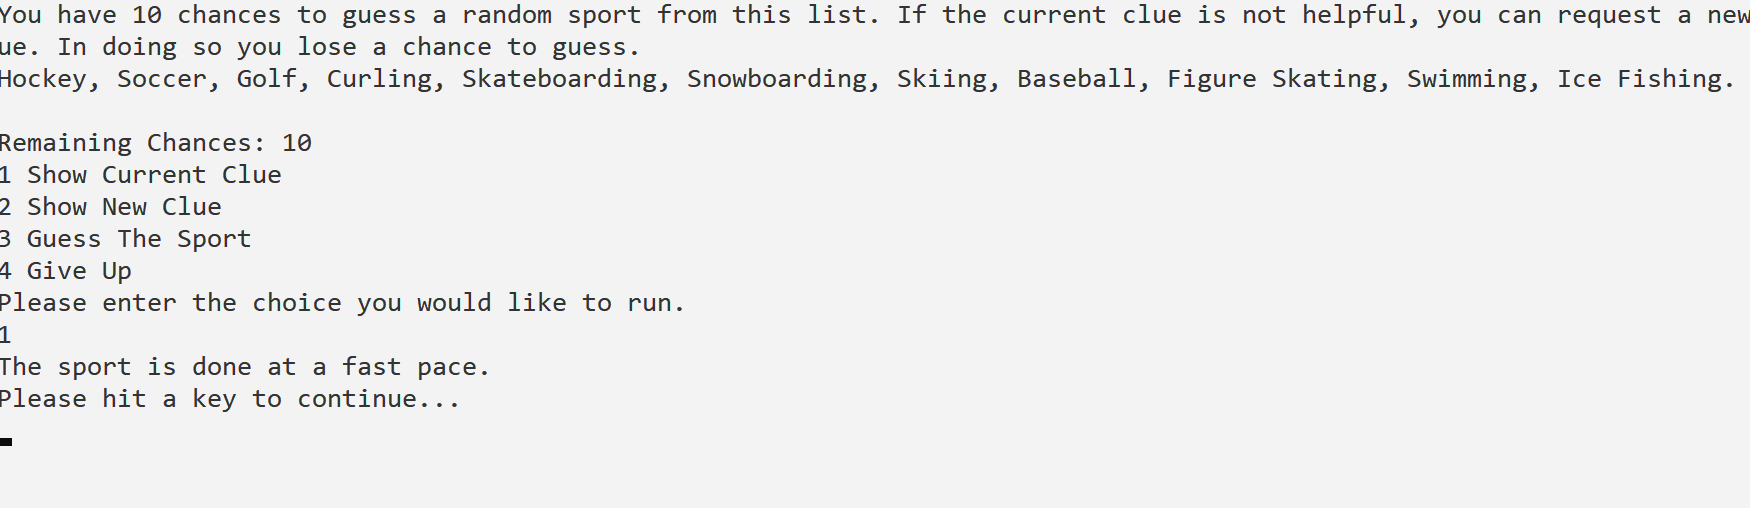 You have 10 chances to guess a random sport from this list. If the current clue is not helpful, you can request a new
ue. In doing so you lose a chance to guess.
Hockey, Soccer, Golf, Curling, Skateboarding, Snowboarding, Skiing, Baseball, Figure Skating, Swimming, Ice Fishing.
Remaining Chances: 10
1 Show Current Clue
2 Show New Clue
3 Guess The Sport
4 Give Up
Please enter the choice you would like to run.
1
The sport is done at a fast pace.
Please hit a key to continue...